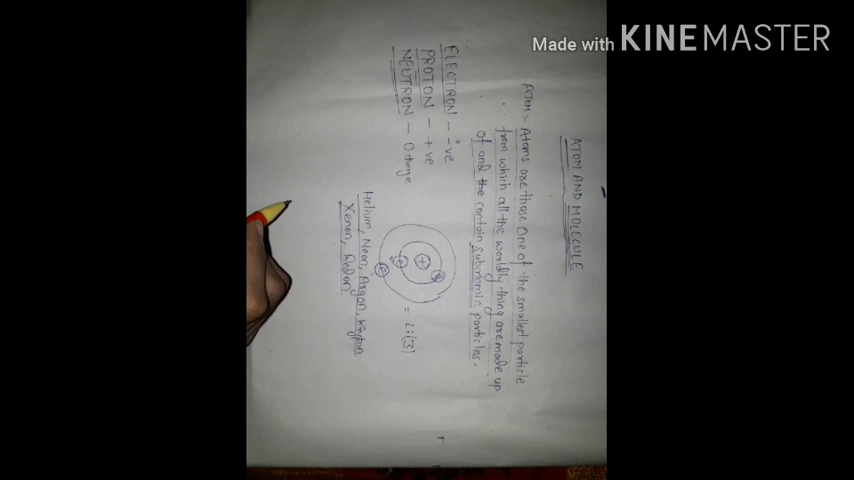 Made with KINEMASTER
ATOM AND MOLECULE
ATOM = Atoms are those One of the smallest particle
from which all the worldly thing are made up
of and the contain subatomic particles.
ELECTRON - -ve
PROTON - +ve
NEUTRON - 0 charge
+
= Li(3)
Helium, Neon, Argon, Krypton
Xenon, Redon